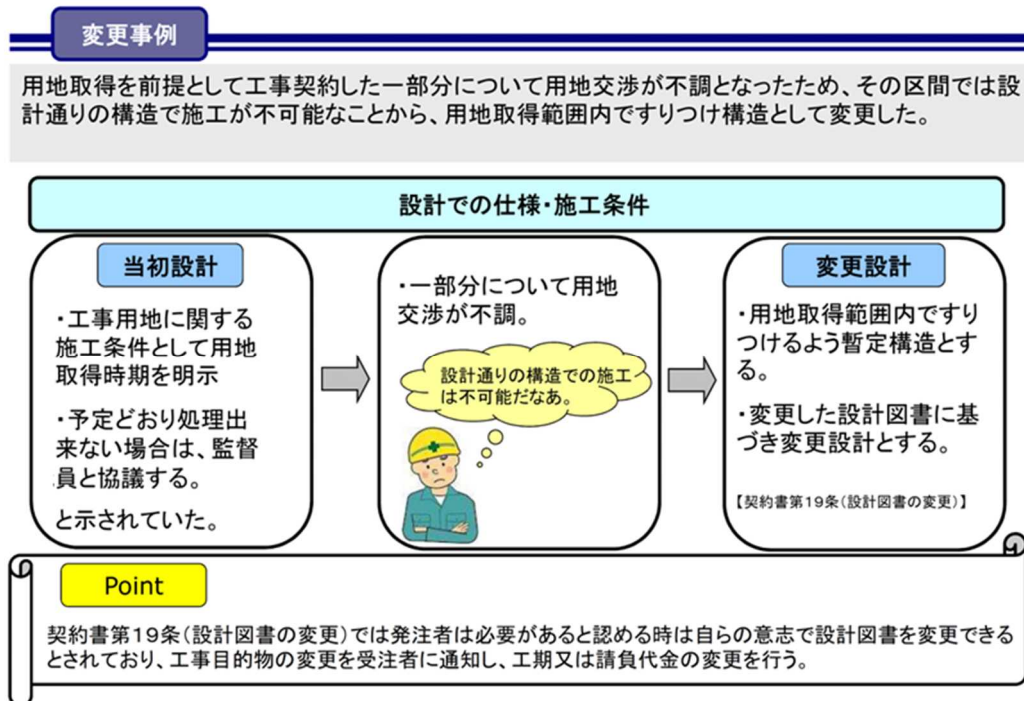 変更事例
用地取得を前提として工事契約した一部分について用地交渉が不調となったため、その区間では設
計通りの構造で施工が不可能なことから、用地取得範囲内ですりつけ構造として変更した。
設計での仕様・施工条件
当初設計
・工事用地に関する
施工条件として用地
取得時期を明示
・予定どおり処理出
来ない場合は、監督
員と協議する。
と示されていた。
・一部分について用地
交渉が不調。
設計通りの構造での施工
は不可能だなあ。
変更設計
・用地取得範囲内ですり
つけるよう暫定構造とす
る。
・変更した設計図書に基
づき変更設計とする。
【契約書第19条(設計図書の変更)】
Point
契約書第19条(設計図書の変更)では発注者は必要があると認める時は自らの意志で設計図書を変更できる
とされており、工事目的物の変更を受注者に通知し、工期又は請負代金の変更を行う。